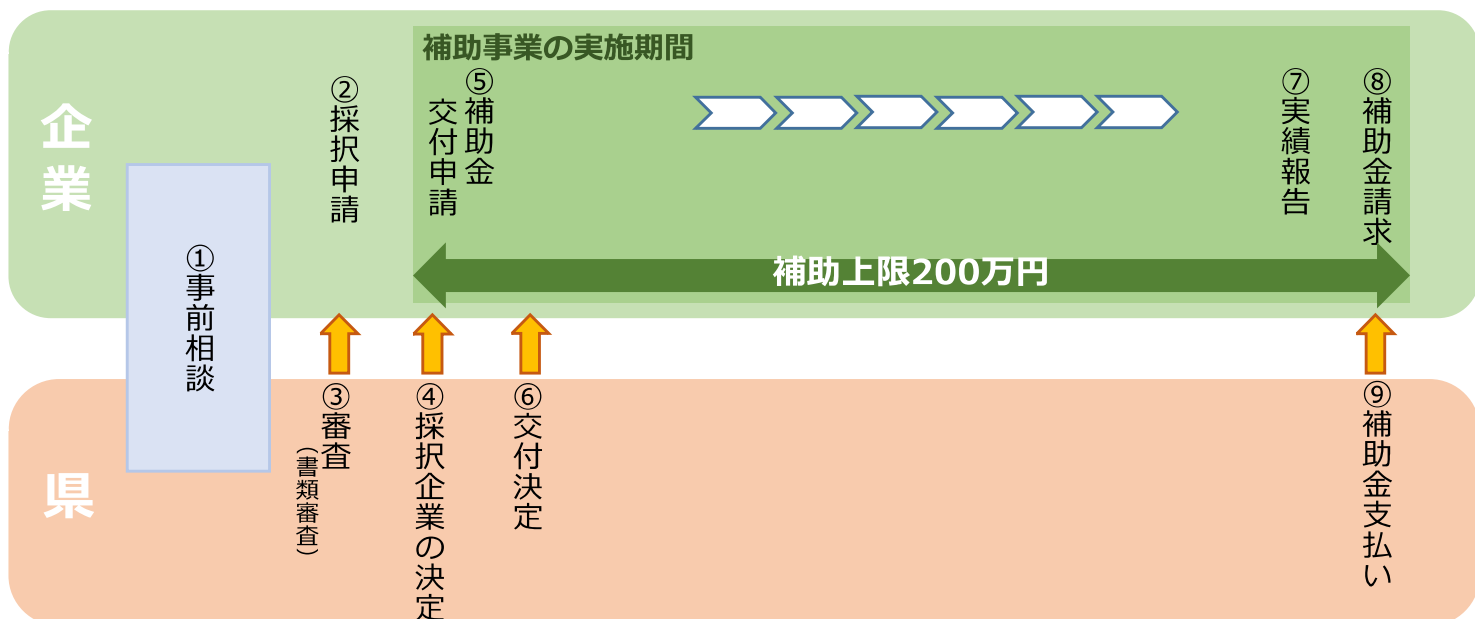 企業
補助事業の実施期間
①事前相談
②採択申請
⑤補助金
交付申請
⑦実績報告
⑧補助金請求
補助上限200万円
県
③審査
（書類審査）
④採択企業の決定
⑥交付決定
⑨補助金支払い